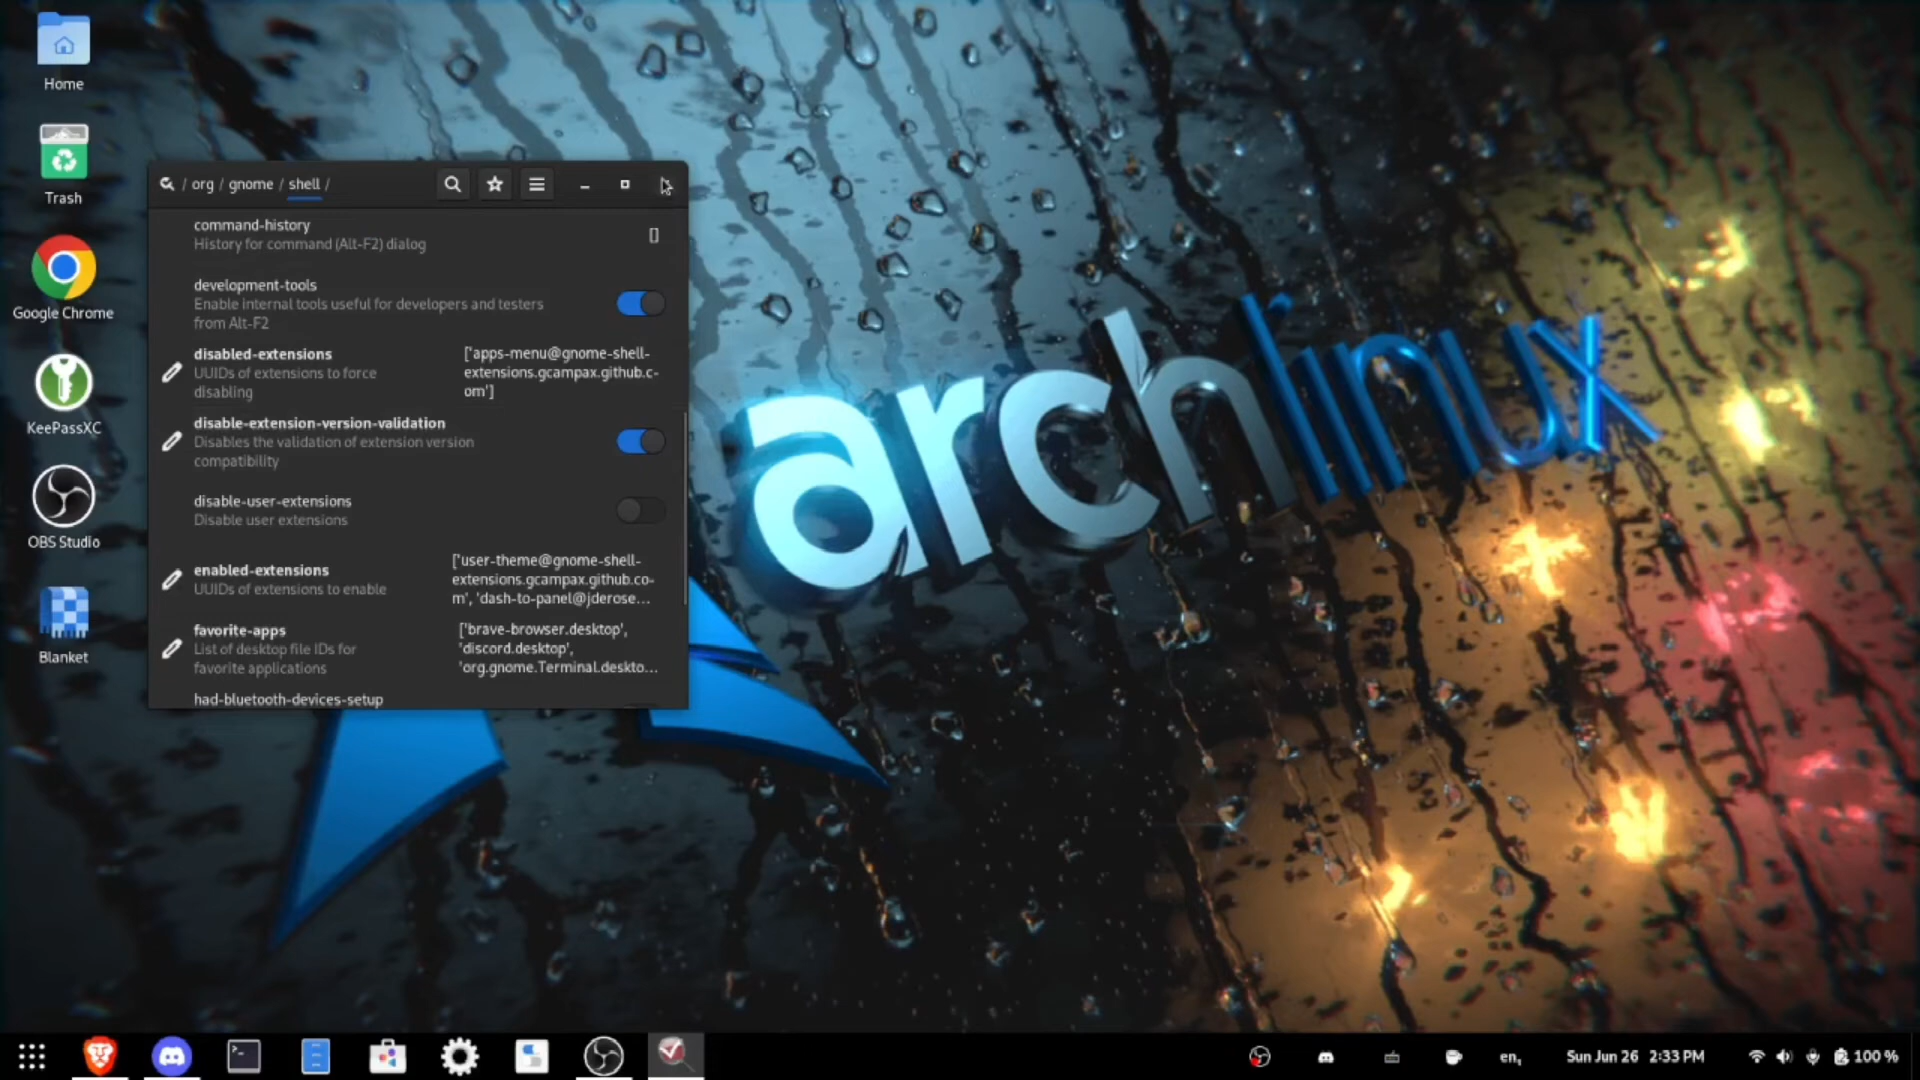 Home
Trash
Google Chrome
KeePassXC
OBS Studio
Blanket
/ org / gnome / shell /
command-history
History for command (Alt-F2) dialog
[]
development-tools
Enable internal tools useful for developers and testers
from Alt-F2
disabled-extensions
UUIDs of extensions to force
disabling
['apps-menu@gnome-shell-
extensions.gcampax.github.c-
om']
disable-extension-version-validation
Disables the validation of extension version
compatibility
disable-user-extensions
Disable user extensions
enabled-extensions
UUIDs of extensions to enable
['user-theme@gnome-shell-
extensions.gcampax.github.co-
m', 'dash-to-panel@jderose…
favorite-apps
List of desktop file IDs for
favorite applications
['brave-browser.desktop',
'discord.desktop',
'org.gnome.Terminal.deskto…
had-bluetooth-devices-setup
archlinux
en₁
Sun Jun 26 2:33 PM
100 %